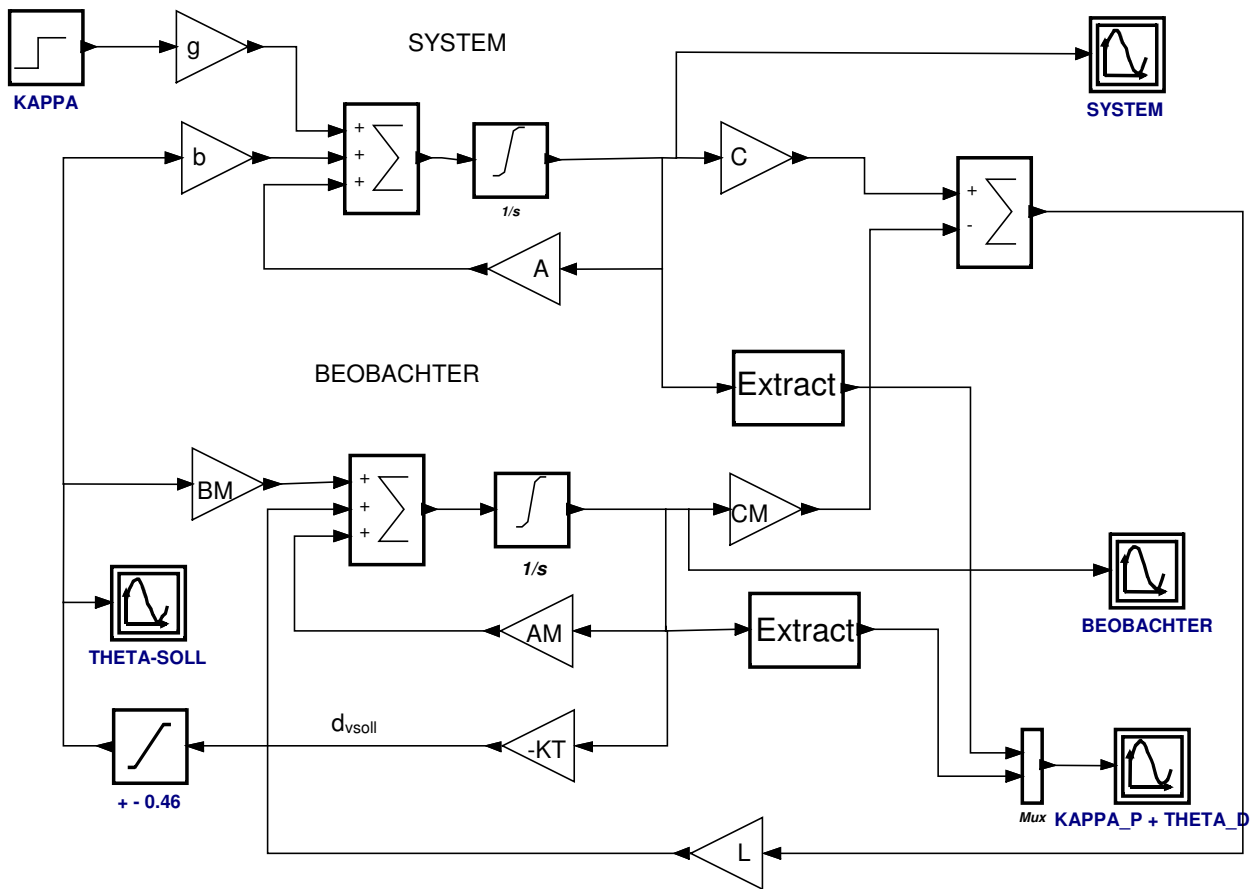 SYSTEM
g
KAPPA
SYSTEM
+
+
+
b
1/s
C
+
-
A
BEOBACHTER
Extract
BM
+
+
+
1/s
CM
AM
Extract
THETA-SOLL
BEOBACHTER
dvsoll
-KT
+ - 0.46
Mux
KAPPA_P + THETA_D
L